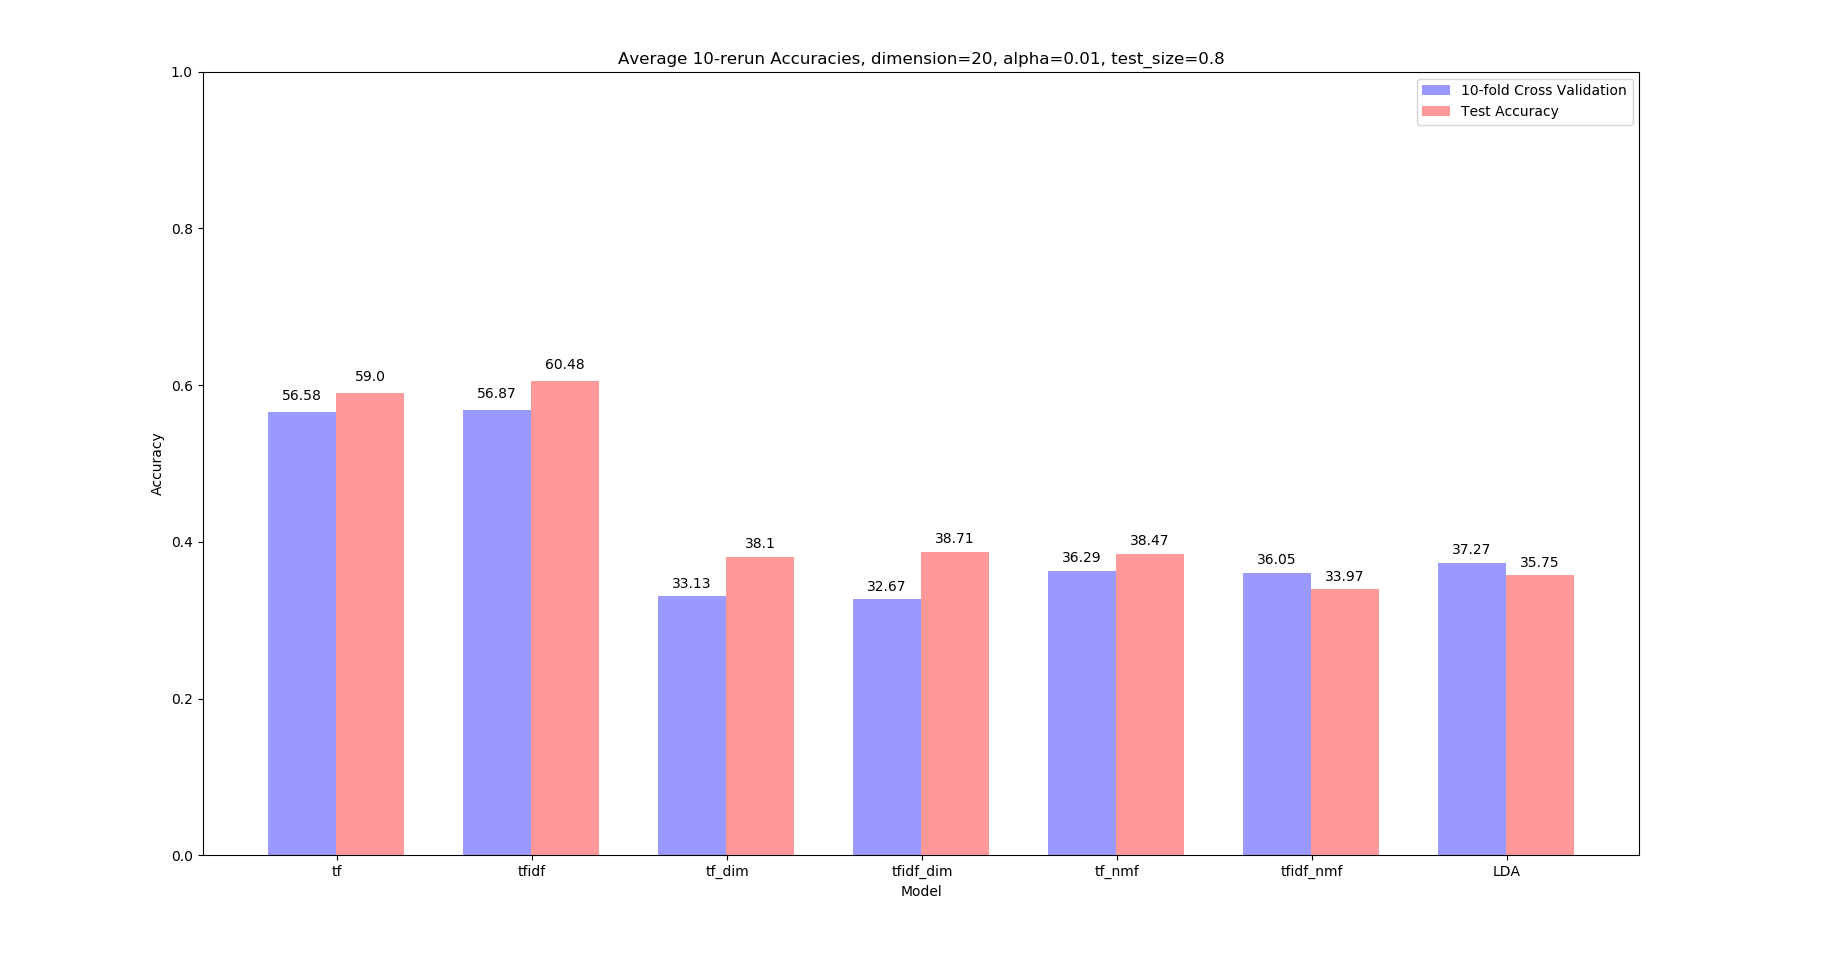 Average 10-rerun Accuracies, dimension=20, alpha=0.01, test_size=0.8
10-fold Cross Validation
Test Accuracy
1.0
0.8
0.6
0.4
0.2
0.0
Accuracy
56.58
59.0
56.87
60.48
33.13
38.1
32.67
38.71
36.29
38.47
36.05
33.97
37.27
35.75
tf
tfidf
tf_dim
tfidf_dim
tf_nmf
tfidf_nmf
LDA
Model